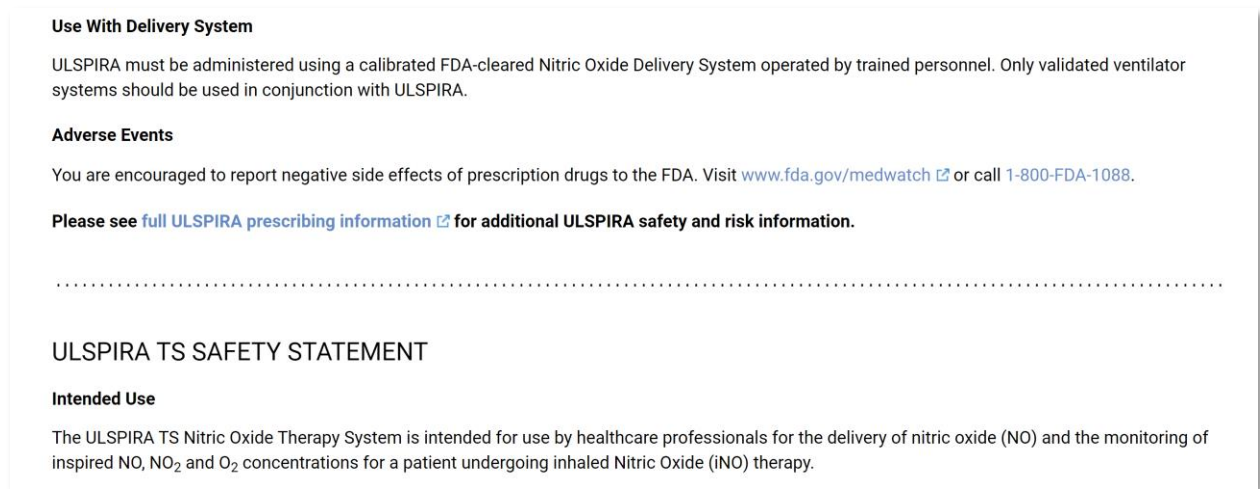 Use With Delivery System
ULSPIRA must be administered using a calibrated FDA-cleared Nitric Oxide Delivery System operated by trained personnel. Only validated ventilator
systems should be used in conjunction with ULSPIRA.
Adverse Events
You are encouraged to report negative side effects of prescription drugs to the FDA. Visit www.fda.gov/medwatch or call 1-800-FDA-1088.
Please see full ULSPIRA prescribing information for additional ULSPIRA safety and risk information.
ULSPIRA TS SAFETY STATEMENT
Intended Use
The ULSPIRA TS Nitric Oxide Therapy System is intended for use by healthcare professionals for the delivery of nitric oxide (NO) and the monitoring of
inspired NO, NO₂ and O₂ concentrations for a patient undergoing inhaled Nitric Oxide (iNO) therapy.